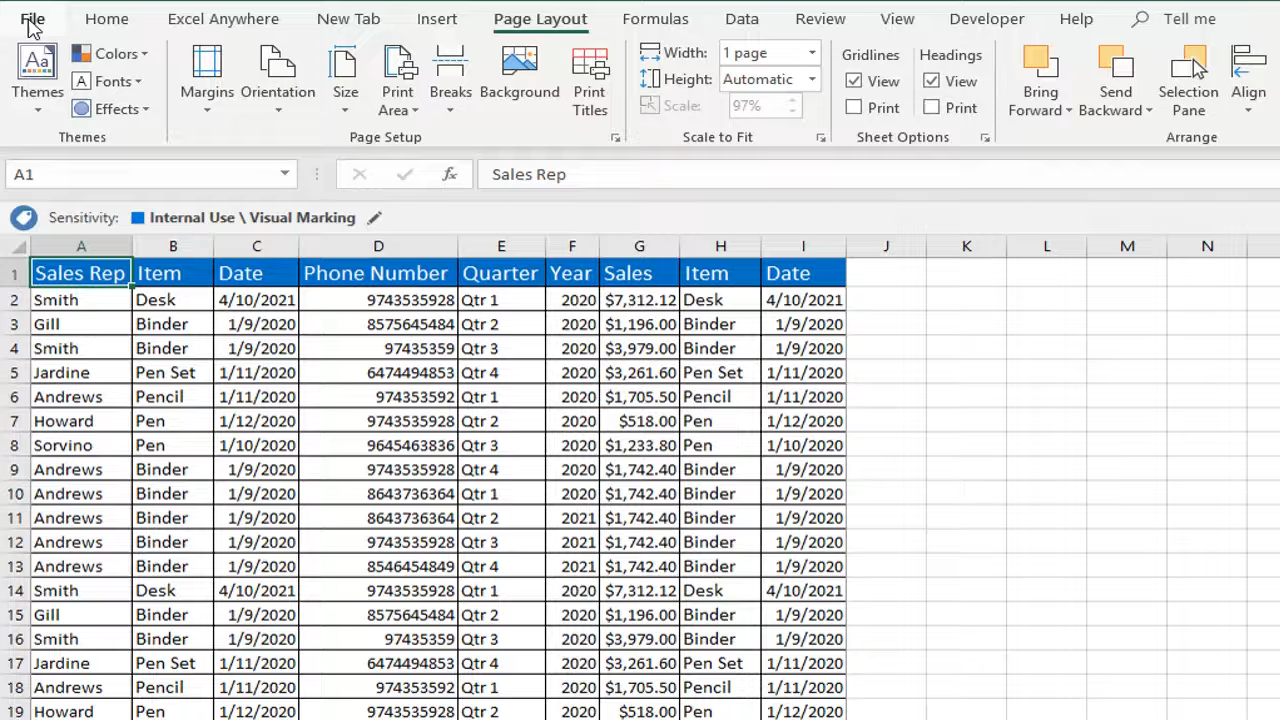 File Home Excel Anywhere New Tab Insert Page Layout Formulas Data Review View Developer Help Tell me
Aa Colors Width: 1 page Gridlines Headings
A Fonts Height: Automatic View View
Themes Effects Margins Orientation Size Print Area Breaks Background Print Titles Scale: 97% Print Print Bring Forward Send Backward Selection Pane Align
Themes Page Setup Scale to Fit Sheet Options Arrange
A1 fx Sales Rep
Sensitivity: Internal Use \ Visual Marking
A B C D E F G H I J K L M N
1 Sales Rep Item Date Phone Number Quarter Year Sales Item Date
2 Smith Desk 4/10/2021 9743535928 Qtr 1 2020 $7,312.12 Desk 4/10/2021
3 Gill Binder 1/9/2020 8575645484 Qtr 2 2020 $1,196.00 Binder 1/9/2020
4 Smith Binder 1/9/2020 97435359 Qtr 3 2020 $3,979.00 Binder 1/9/2020
5 Jardine Pen Set 1/11/2020 6474494853 Qtr 4 2020 $3,261.60 Pen Set 1/11/2020
6 Andrews Pencil 1/11/2020 974353592 Qtr 1 2020 $1,705.50 Pencil 1/11/2020
7 Howard Pen 1/12/2020 9743535928 Qtr 2 2020 $518.00 Pen 1/12/2020
8 Sorvino Pen 1/10/2020 9645463836 Qtr 3 2020 $1,233.80 Pen 1/10/2020
9 Andrews Binder 1/9/2020 9743535928 Qtr 4 2020 $1,742.40 Binder 1/9/2020
10 Andrews Binder 1/9/2020 8643736364 Qtr 1 2020 $1,742.40 Binder 1/9/2020
11 Andrews Binder 1/9/2020 8643736364 Qtr 2 2021 $1,742.40 Binder 1/9/2020
12 Andrews Binder 1/9/2020 9743535928 Qtr 3 2021 $1,742.40 Binder 1/9/2020
13 Andrews Binder 1/9/2020 8546454849 Qtr 4 2021 $1,742.40 Binder 1/9/2020
14 Smith Desk 4/10/2021 9743535928 Qtr 1 2020 $7,312.12 Desk 4/10/2021
15 Gill Binder 1/9/2020 8575645484 Qtr 2 2020 $1,196.00 Binder 1/9/2020
16 Smith Binder 1/9/2020 97435359 Qtr 3 2020 $3,979.00 Binder 1/9/2020
17 Jardine Pen Set 1/11/2020 6474494853 Qtr 4 2020 $3,261.60 Pen Set 1/11/2020
18 Andrews Pencil 1/11/2020 974353592 Qtr 1 2020 $1,705.50 Pencil 1/11/2020
19 Howard Pen 1/12/2020 9743535928 Qtr 2 2020 $518.00 Pen 1/12/2020